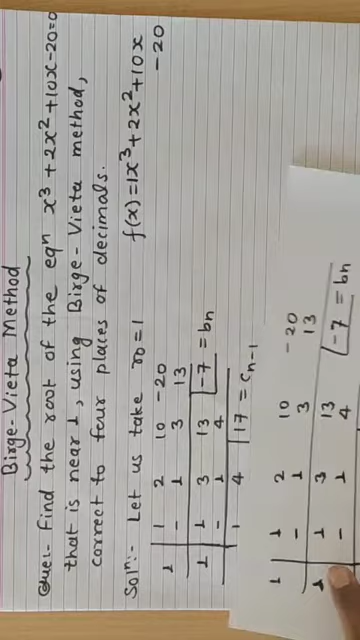 Birge-Vieta Method
Que:- Find the root of the eqn x³ + 2x² + 10x - 20 = 0
that is near 1, using Birge-Vieta method,
correct to four places of decimals.
Soln:- Let us take r0 = 1 f(x) = 1x³ + 2x² + 10x - 20
1 1 2 10 -20
- 1 3 13
1 1 3 13 -7 = bn
- 1 4
1 4 17 = cn-1
1 1 2 10 -20
- 1 3 13
1 1 3 13 -7 = bn
- 1 4